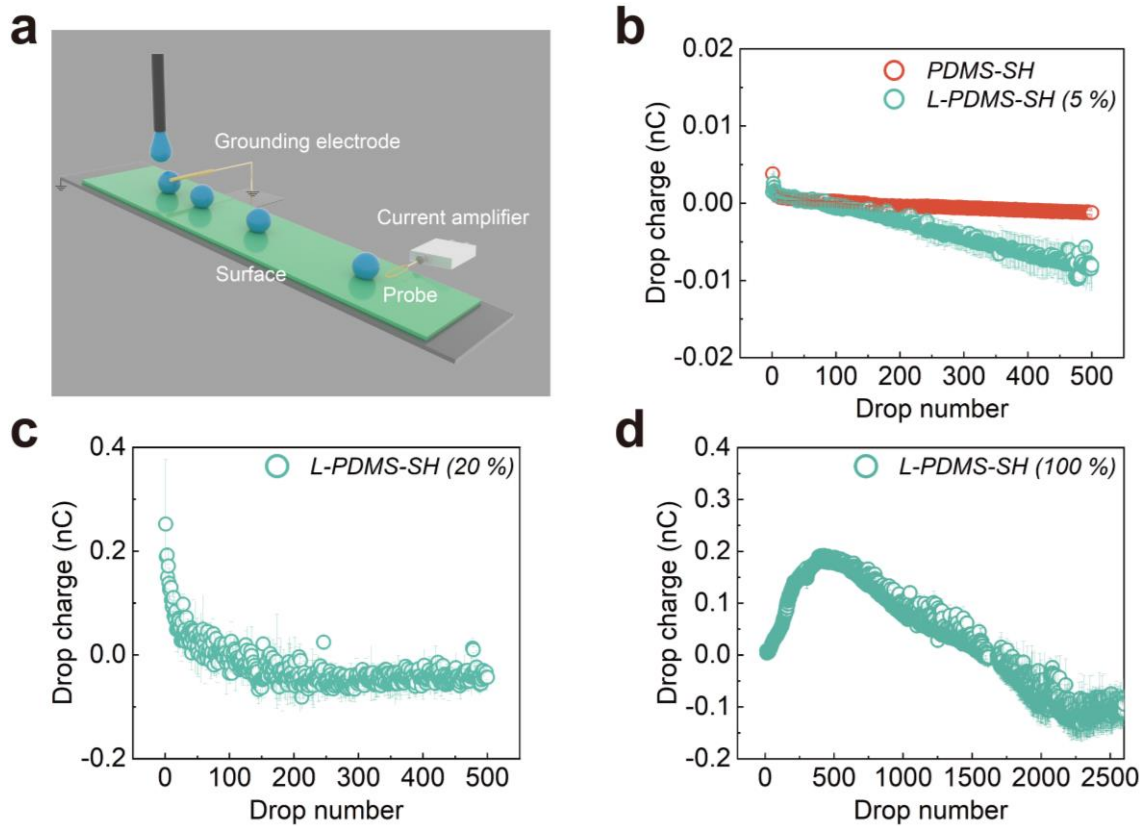 a
Grounding electrode
Current amplifier
Surface
Probe
b
0.02
0.01
0.00
-0.01
-0.02
Drop charge (nC)
PDMS-SH
L-PDMS-SH (5 %)
0 100 200 300 400 500
Drop number
c
0.4
0.2
0.0
-0.2
Drop charge (nC)
L-PDMS-SH (20 %)
0 100 200 300 400 500
Drop number
d
0.4
0.3
0.2
0.1
0.0
-0.1
-0.2
Drop charge (nC)
L-PDMS-SH (100 %)
0 500 1000 1500 2000 2500
Drop number